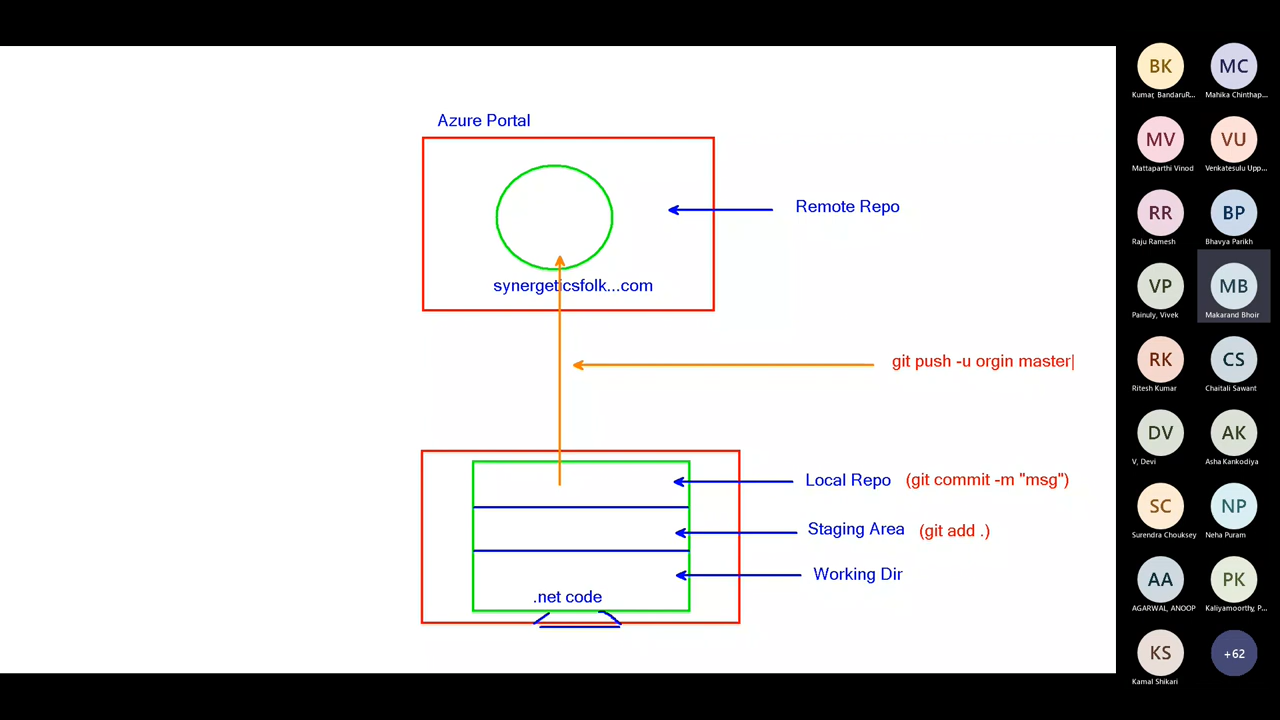 Azure Portal
Remote Repo
synergeticsfolk...com
git push -u orgin master
Local Repo (git commit -m "msg")
Staging Area (git add .)
Working Dir
.net code
BK
Kumar, BandaruR...
MC
Mahika Chinthap...
MV
Mattaparthi Vinod
VU
Venkatesulu Upp...
RR
Raju Ramesh
BP
Bhavya Parikh
VP
Painuly, Vivek
MB
Makarand Bhoir
RK
Ritesh Kumar
CS
Chaitali Sawant
DV
V, Devi
AK
Asha Kankodiya
SC
Surendra Chouksey
NP
Neha Puram
AA
AGARWAL, ANOOP
PK
Kaliyamoorthy, P...
KS
Kamal Shikari
+62